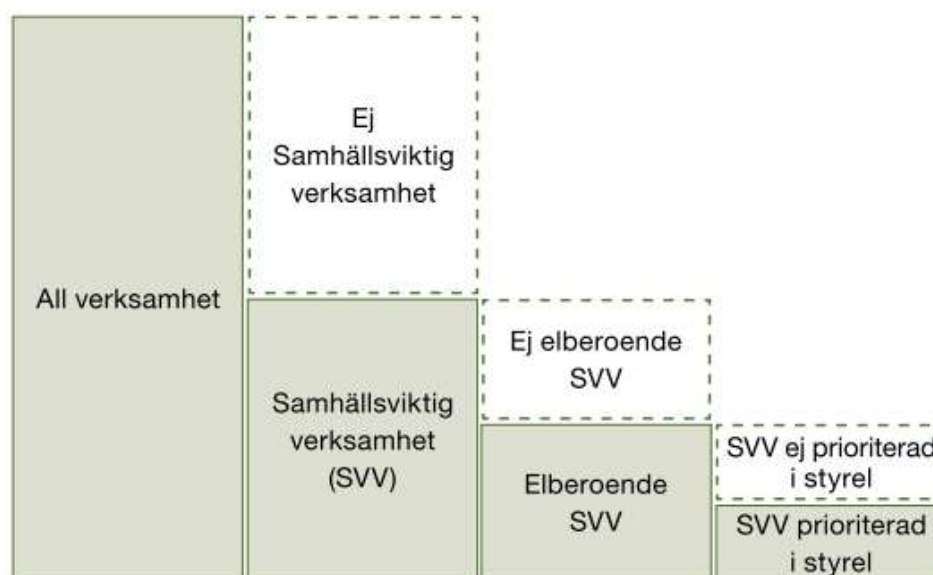 All verksamhet
Ej
Samhällsviktig
verksamhet
Samhällsviktig
verksamhet
(SVV)
Ej elberoende
SVV
Elberoende
SVV
SVV ej prioriterad
i styrel
SVV prioriterad
i styrel